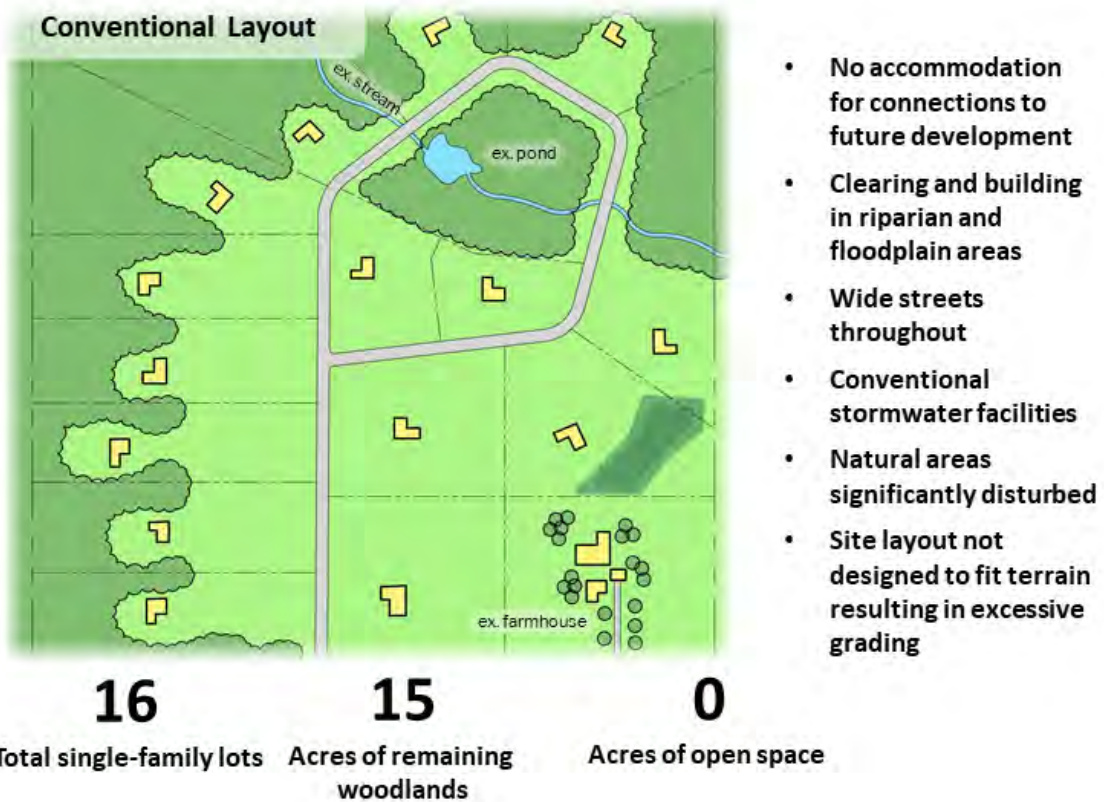 Conventional Layout
ex. stream
ex. pond
ex. farmhouse
• No accommodation
for connections to
future development
• Clearing and building
in riparian and
floodplain areas
• Wide streets
throughout
• Conventional
stormwater facilities
• Natural areas
significantly disturbed
• Site layout not
designed to fit terrain
resulting in excessive
grading
16
Total single-family lots
15
Acres of remaining
woodlands
0
Acres of open space